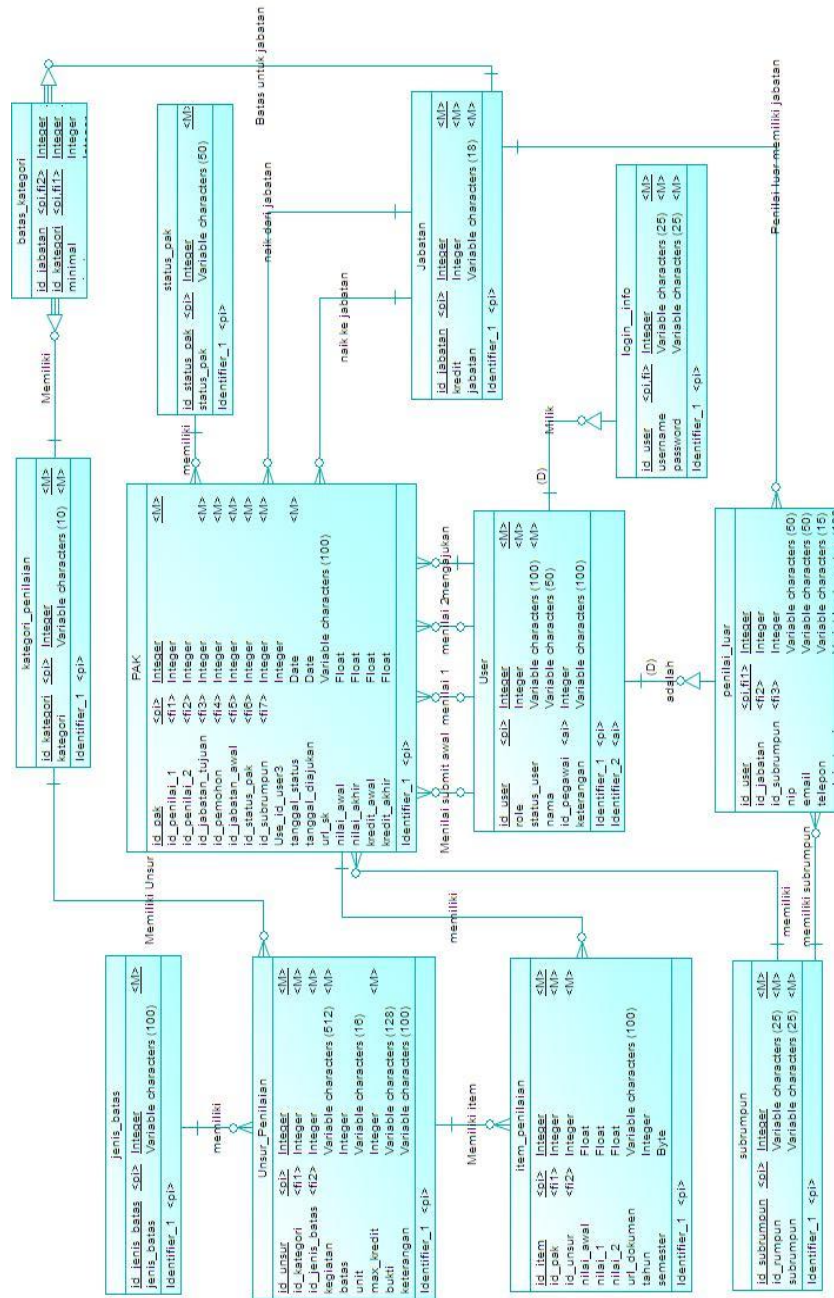 batas_kategori
id_jabatan <pi,fi2> Integer <M>
id_kategori <pi,fi1> Integer <M>
minimal Integer
Memiliki
Batas untuk jabatan
kategori_penilaian
id_kategori <pi> Integer <M>
kategori Variable characters (10) <M>
Identifier_1 <pi>
status_pak
id_status_pak <pi> Integer <M>
status_pak Variable characters (50)
Identifier_1 <pi>
memiliki
naik dari jabatan
naik ke jabatan
Jabatan
id_jabatan <pi> Integer <M>
kredit Integer <M>
jabatan Variable characters (18) <M>
Identifier_1 <pi>
PAK
id_pak <pi> Integer <M>
id_penilai_1 <fi1> Integer
id_penilai_2 <fi2> Integer
id_jabatan_tujuan <fi3> Integer <M>
id_pemohon <fi4> Integer <M>
id_jabatan_awal <fi5> Integer <M>
id_status_pak <fi6> Integer <M>
id_subrumpun <fi7> Integer <M>
Use_id_user3 Integer
tanggal_status Date <M>
tanggal_diajukan Date
url_sk Variable characters (100)
nilai_awal Float
nilai_akhir Float
kredit_awal Float
kredit_akhir Float
Identifier_1 <pi>
Memiliki Unsur
jenis_batas
id_jenis_batas <pi> Integer <M>
jenis_batas Variable characters (100)
Identifier_1 <pi>
memiliki
Unsur_Penilaian
id_unsur <pi> Integer <M>
id_kategori <fi1> Integer <M>
id_jenis_batas <fi2> Integer <M>
kegiatan Variable characters (512) <M>
batas Integer
unit Variable characters (16)
max_kredit Integer <M>
bukti Variable characters (128)
keterangan Variable characters (100)
Identifier_1 <pi>
memiliki
Memiliki item
Menilai submit awal
menilai 1
menilai 2
mengajukan
User
id_user <pi> Integer <M>
role Integer <M>
status_user Variable characters (100) <M>
nama Variable characters (50)
id_pegawai <ai> Integer
keterangan Variable characters (100)
Identifier_1 <pi>
Identifier_2 <ai>
(D)
Milik
login__info
id_user <pi,fi> Integer <M>
username Variable characters (25) <M>
password Variable characters (25) <M>
Identifier_1 <pi>
Penilai luar memiliki jabatan
item_penilaian
id_item <pi> Integer <M>
id_pak <fi1> Integer <M>
id_unsur <fi2> Integer <M>
nilai_awal Float
nilai_1 Float
nilai_2 Float
url_dokumen Variable characters (100)
tahun Integer
semester Byte
Identifier_1 <pi>
(D)
adalah
memiliki
memiliki subrumpun
penilai_luar
id_user <pi,fi1> Integer
id_jabatan <fi2> Integer
id_subrumpun <fi3> Integer
nip Variable characters (50)
email Variable characters (50)
telepon Variable characters (15)
subrumpun
id_subrumpun <pi> Integer <M>
id_rumpun Variable characters (25) <M>
subrumpun Variable characters (25) <M>
Identifier_1 <pi>